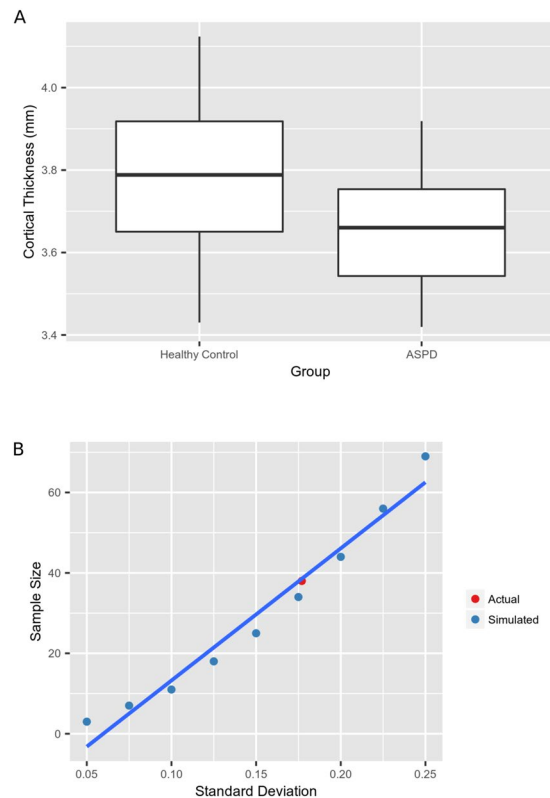 A
Cortical Thickness (mm)
4.0
3.8
3.6
3.4
Healthy Control
ASPD
Group
B
Sample Size
60
40
20
0
0.05
0.10
0.15
0.20
0.25
Standard Deviation
Actual
Simulated